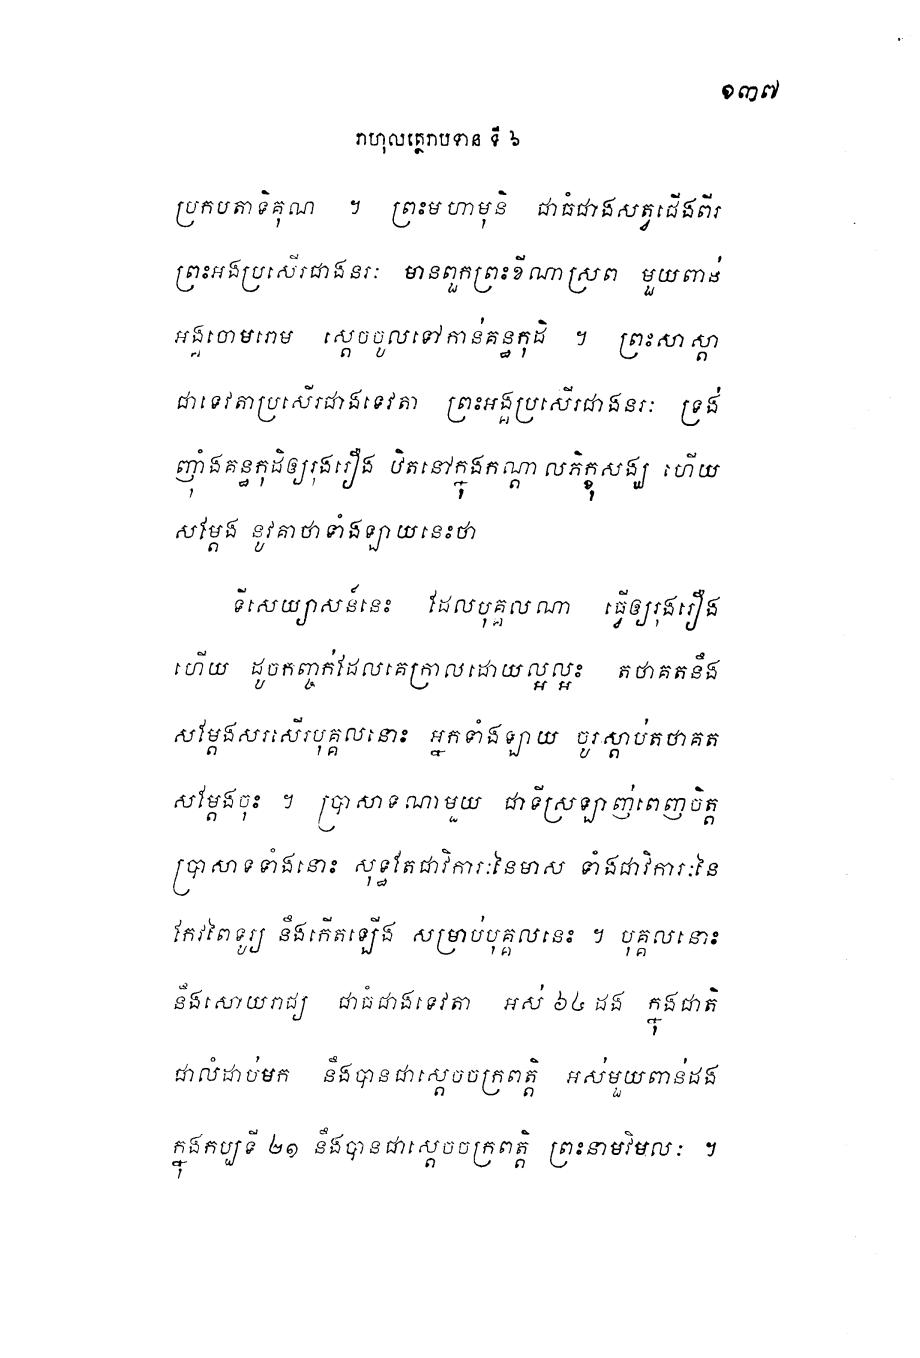 ១៣៧
រាហុលត្ថេរាបទាន ទី ៦
ប្រកបតាទិគុណ ។ ព្រះមហាមុនិ ជាធំជាងសត្វជើងពីរ
ព្រះអង្គប្រសើរជាងនរៈ មានពួកព្រះខីណាស្រព មួយពាន់
អង្គចោមរោម ស្តេចចូលទៅកាន់គន្ធកុដិ ។ ព្រះសាស្តា
ជាទេវតាប្រសើរជាងទេវតា ព្រះអង្គប្រសើរជាងនរៈ ទ្រង់
ញ៉ាំងគន្ធកុដិឲ្យរុងរឿង ឋិតនៅក្នុងកណ្តាលភិក្ខុសង្ឃ ហើយ
សម្តែង នូវគាថាទាំងឡាយនេះថា
ទីសេយ្យាសន៍នេះ ដែលបុគ្គលណា ធ្វើឲ្យរុងរឿង
ហើយ ដូចកញ្ចក់ដែលគេក្រាលដោយល្អល្អះ តថាគតនឹង
សម្តែងសរសើរបុគ្គលនោះ អ្នកទាំងឡាយ ចូរស្តាប់តថាគត
សម្តែងចុះ ។ ប្រាសាទណាមួយ ជាទីស្រឡាញ់ពេញចិត្ត
ប្រាសាទទាំងនោះ សុទ្ធតែជាវិការៈនៃមាស ទាំងជាវិការៈនៃ
កែវពៃទូរ្យ នឹងកើតឡើង សម្រាប់បុគ្គលនេះ ។ បុគ្គលនោះ
នឹងសោយរាជ្យ ជាធំជាងទេវតា អស់ ៦៤ ដង ក្នុងជាតិ
ជាលំដាប់មក នឹងបានជាស្តេចចក្រពត្តិ អស់មួយពាន់ដង
ក្នុងកប្បទី ២១ នឹងបានជាស្តេចចក្រពត្តិ ព្រះនាមវិមលៈ ។